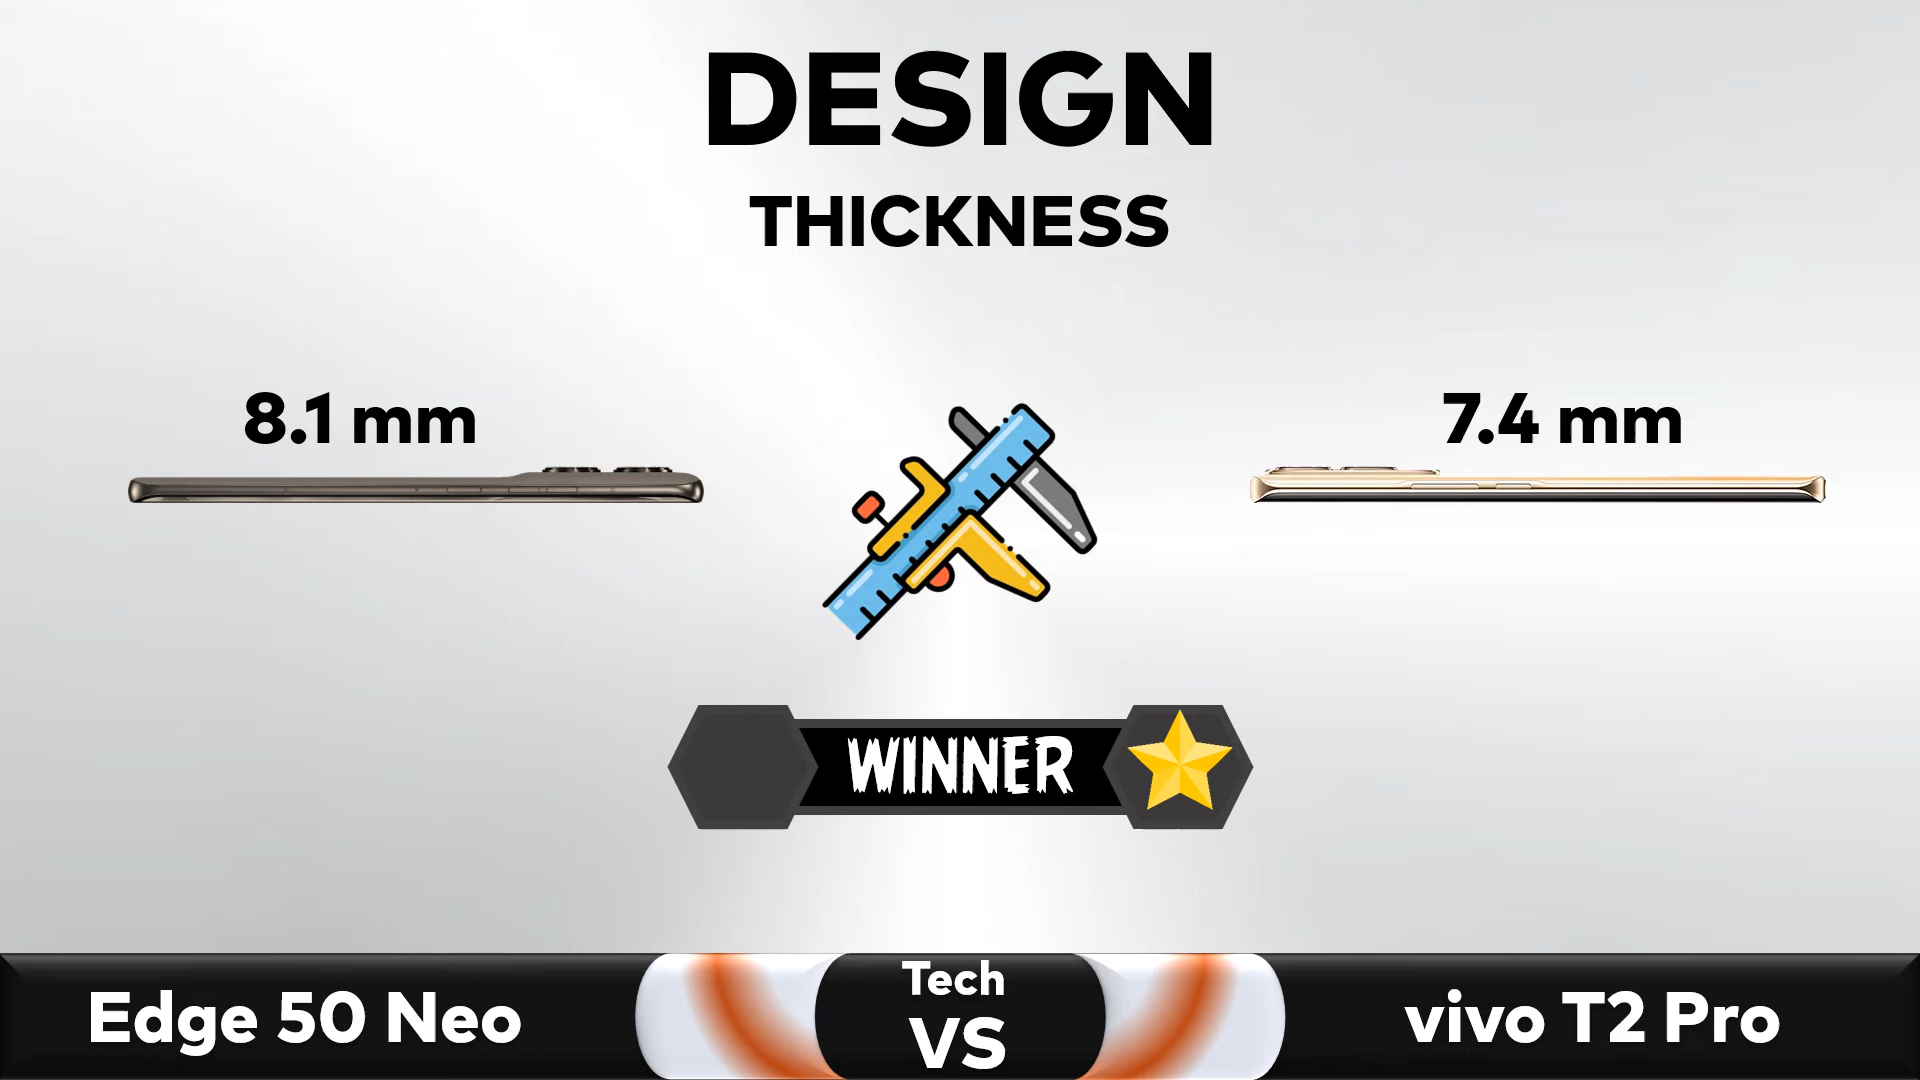 DESIGN
THICKNESS
8.1 mm
7.4 mm
WINNER
Edge 50 Neo
Tech
VS
vivo T2 Pro